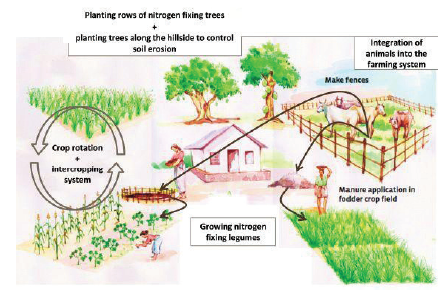 Planting rows of nitrogen fixing trees
+
planting trees along the hillside to control
soil erosion
Integration of
animals into the
farming system
Make fences
Crop rotation
+
intercropping
system
Manure application in
fodder crop field
Growing nitrogen
fixing legumes